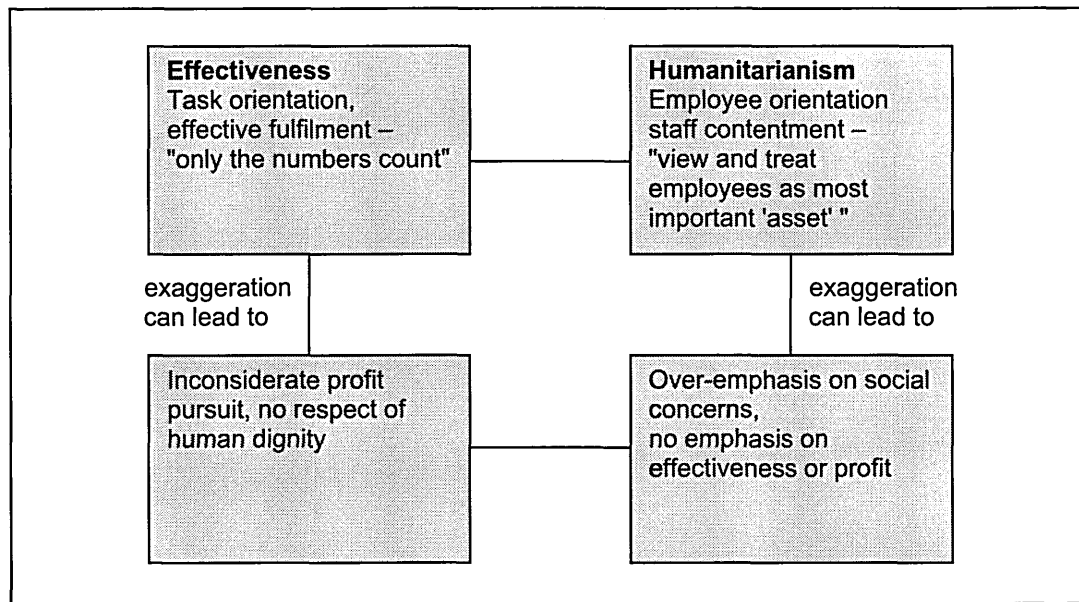 Effectiveness
Task orientation,
effective fulfilment –
"only the numbers count"
Humanitarianism
Employee orientation
staff contentment –
"view and treat
employees as most
important 'asset' "
exaggeration
can lead to
exaggeration
can lead to
Inconsiderate profit
pursuit, no respect of
human dignity
Over-emphasis on social
concerns,
no emphasis on
effectiveness or profit